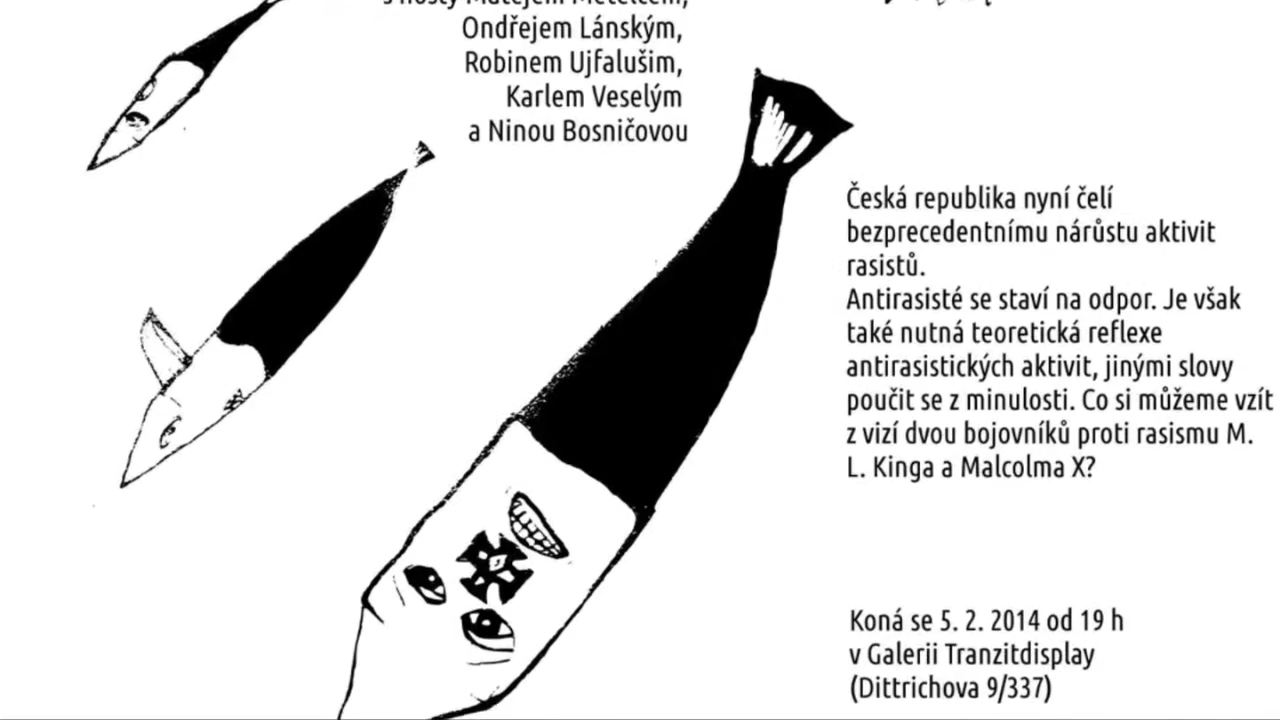 s hosty Matějem Metelcem,
Ondřejem Lánským,
Robinem Ujfalušim,
Karlem Veselým
a Ninou Bosničovou
Česká republika nyní čelí
bezprecedentnímu nárůstu aktivit
rasistů.
Antirasisté se staví na odpor. Je však
také nutná teoretická reflexe
antirasistických aktivit, jinými slovy
poučit se z minulosti. Co si můžeme vzít
z vizí dvou bojovníků proti rasismu M.
L. Kinga a Malcolma X?
Koná se 5. 2. 2014 od 19 h
v Galerii Tranzitdisplay
(Dittrichova 9/337)